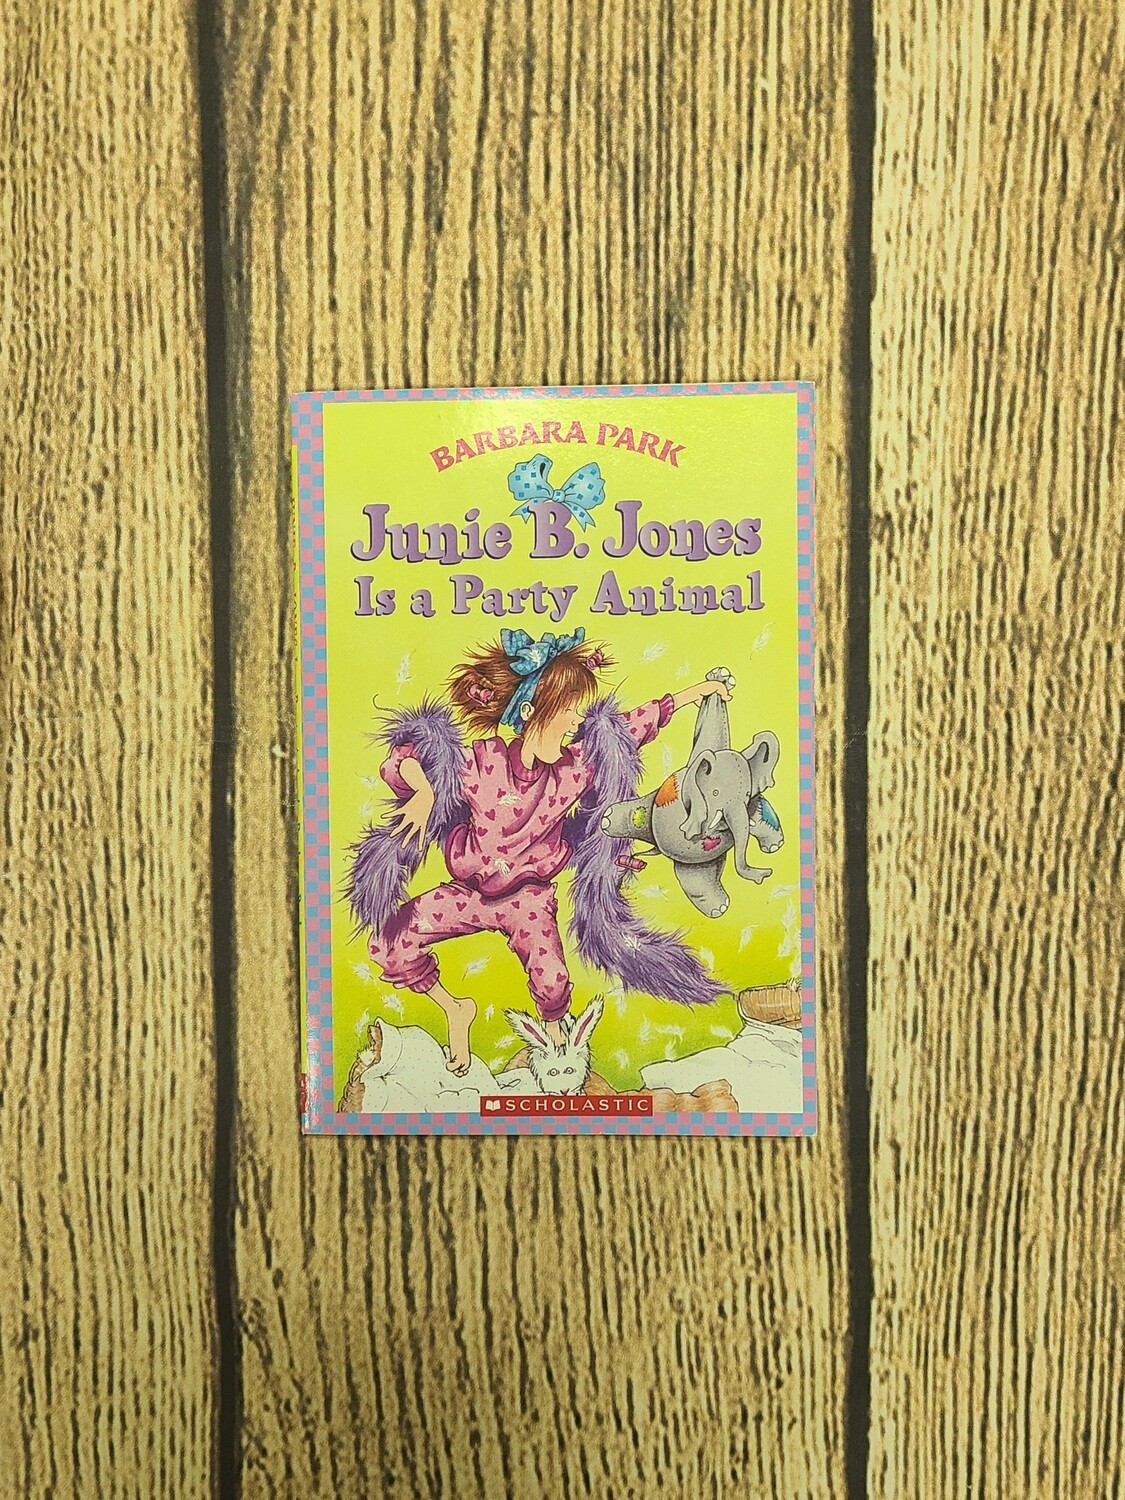 BARBARA PARK
Junie B. Jones
Is a Party Animal
SCHOLASTIC